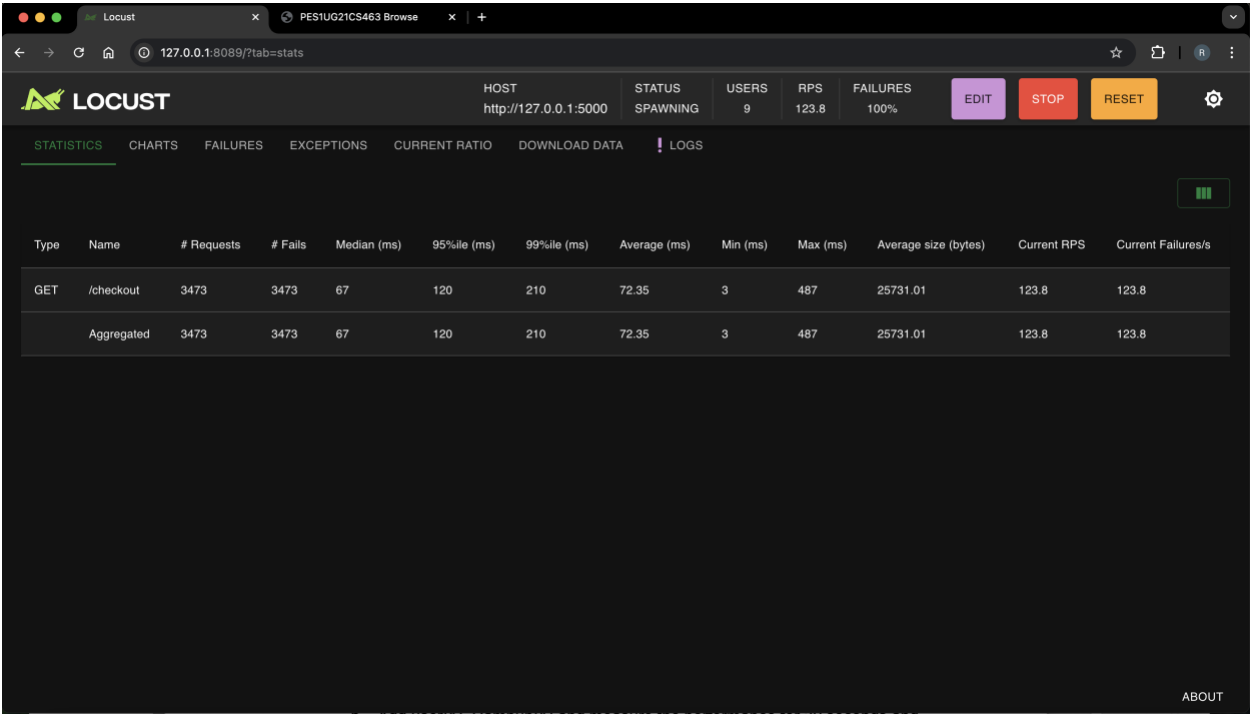 Locust
PES1UG21CS463 Browse
127.0.0.1:8089/?tab=stats
R
LOCUST
HOST
http://127.0.0.1:5000
STATUS
SPAWNING
USERS
9
RPS
123.8
FAILURES
100%
EDIT
STOP
RESET
STATISTICS CHARTS FAILURES EXCEPTIONS CURRENT RATIO DOWNLOAD DATA ! LOGS
Type Name # Requests # Fails Median (ms) 95%ile (ms) 99%ile (ms) Average (ms) Min (ms) Max (ms) Average size (bytes) Current RPS Current Failures/s
GET /checkout 3473 3473 67 120 210 72.35 3 487 25731.01 123.8 123.8
Aggregated 3473 3473 67 120 210 72.35 3 487 25731.01 123.8 123.8
ABOUT